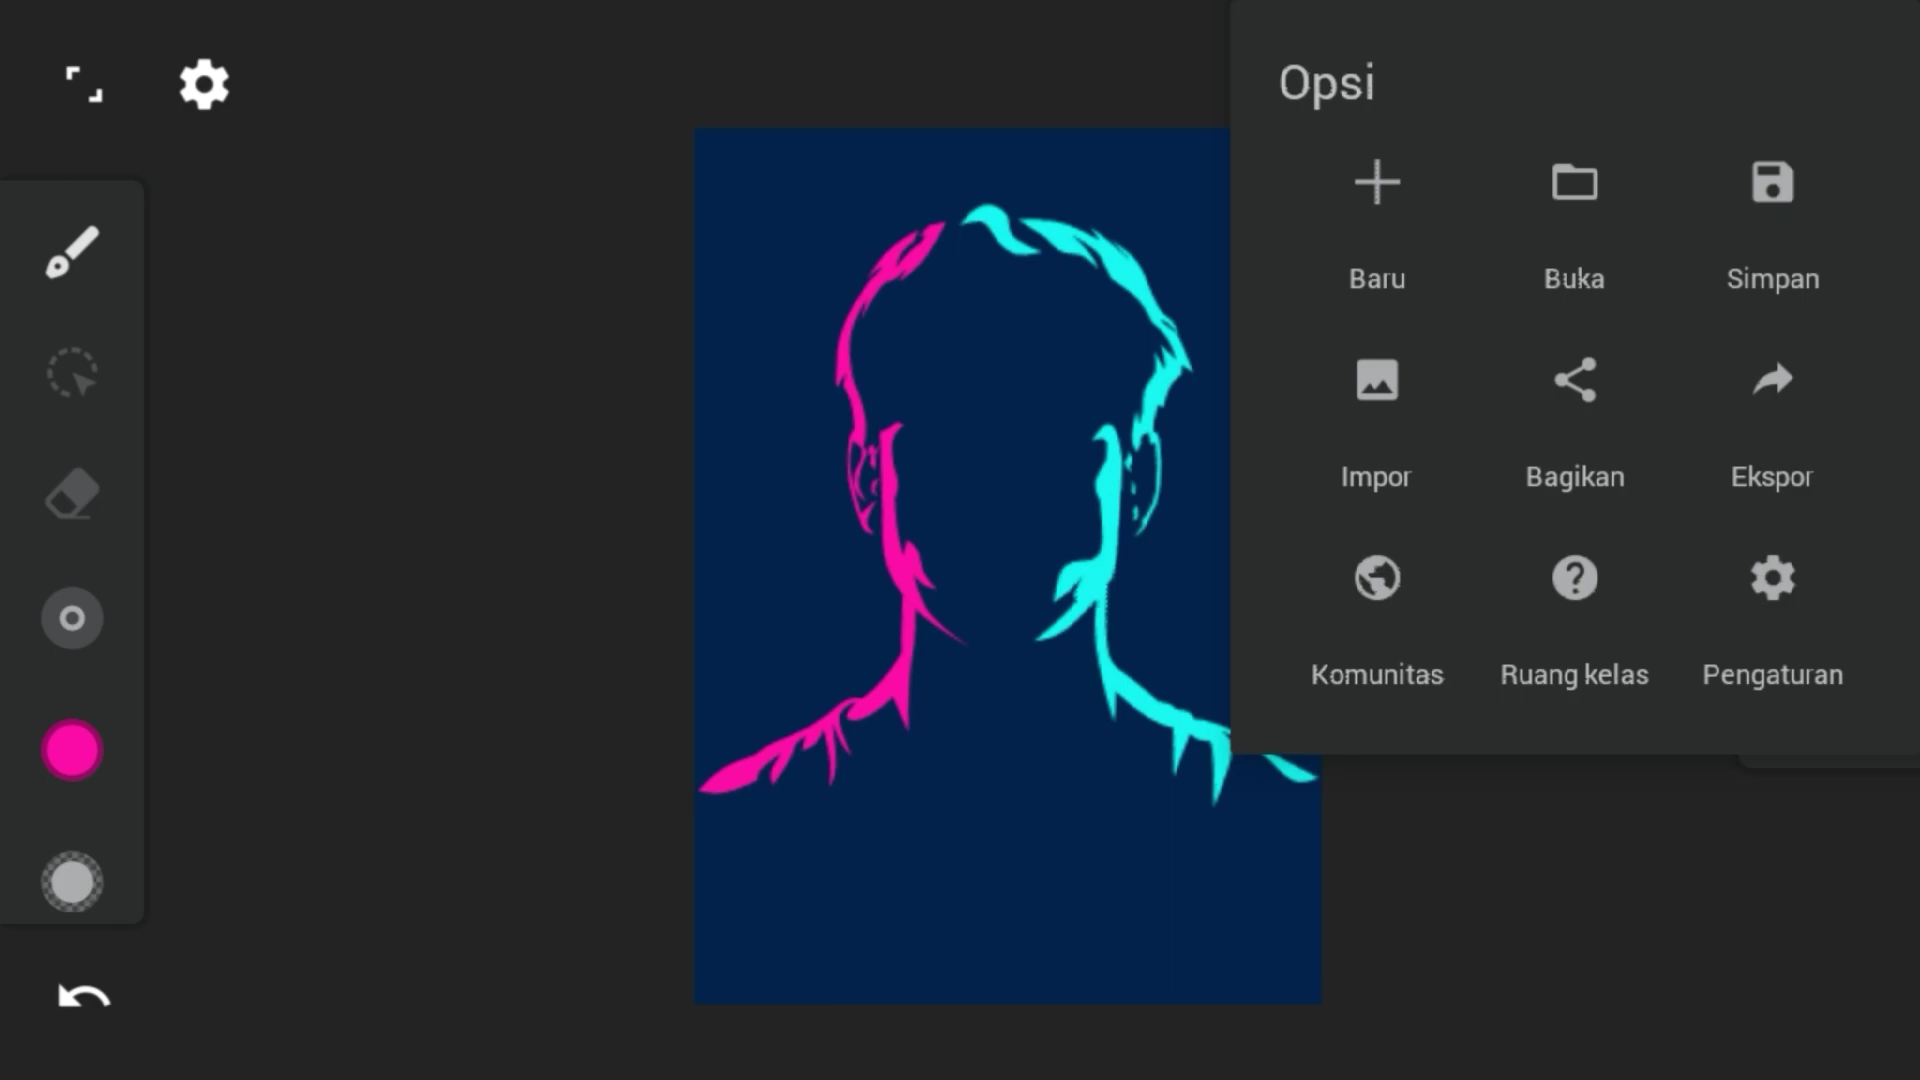 Opsi
Baru
Buka
Simpan
Impor
Bagikan
Ekspor
Komunitas
Ruang kelas
Pengaturan